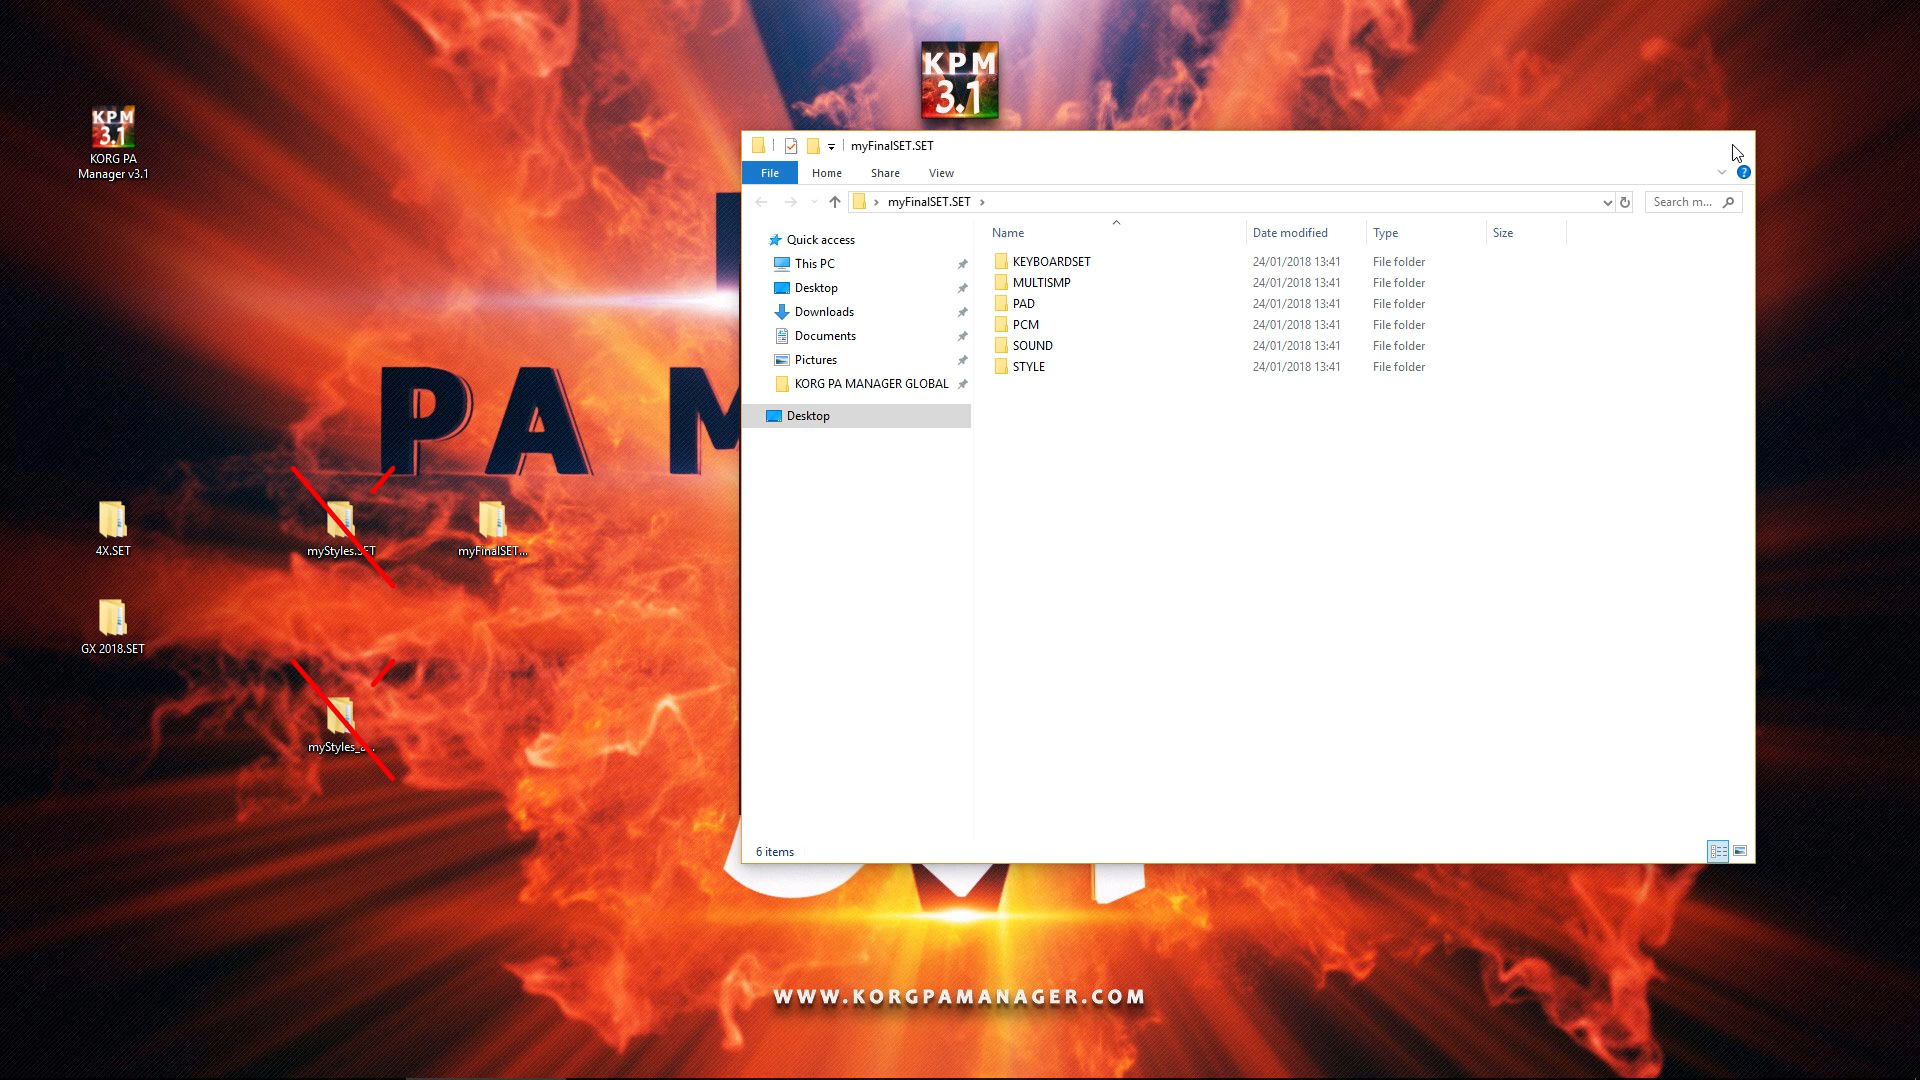 KPM
3.1
KORG PA
Manager v3.1
PA M
4X.SET
myStyles.SET
myFinalSET...
GX 2018.SET
myStyles_a...
myFinalSET.SET
File Home Share View
myFinalSET.SET
Search m...
Quick access
This PC
Desktop
Downloads
Documents
Pictures
KORG PA MANAGER GLOBAL
Desktop
Name Date modified Type Size
KEYBOARDSET 24/01/2018 13:41 File folder
MULTISMP 24/01/2018 13:41 File folder
PAD 24/01/2018 13:41 File folder
PCM 24/01/2018 13:41 File folder
SOUND 24/01/2018 13:41 File folder
STYLE 24/01/2018 13:41 File folder
6 items
KPM
3.1
WWW.KORGPAMANAGER.COM